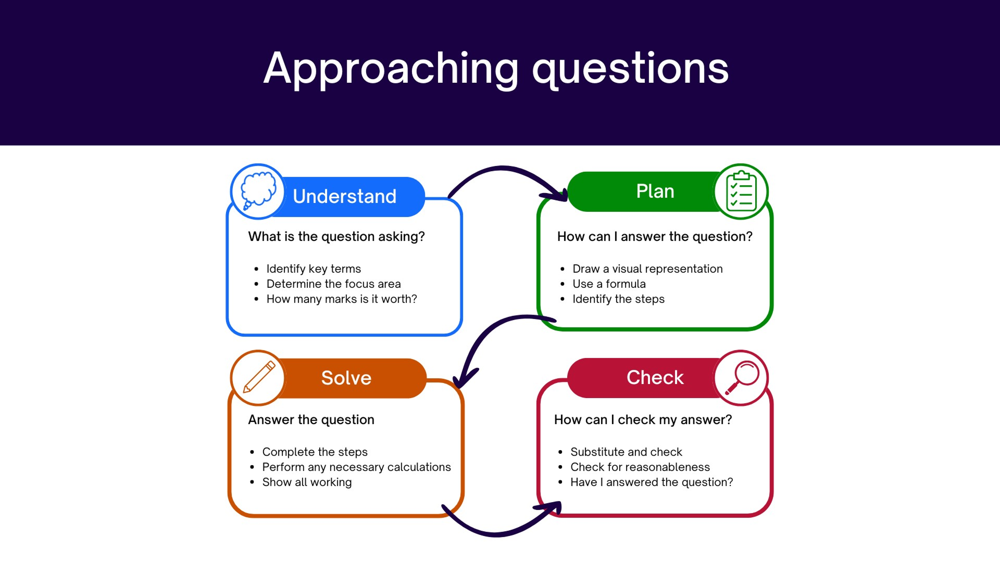 Approaching questions
Understand
What is the question asking?
• Identify key terms
• Determine the focus area
• How many marks is it worth?
Plan
How can I answer the question?
• Draw a visual representation
• Use a formula
• Identify the steps
Solve
Answer the question
• Complete the steps
• Perform any necessary calculations
• Show all working
Check
How can I check my answer?
• Substitute and check
• Check for reasonableness
• Have I answered the question?